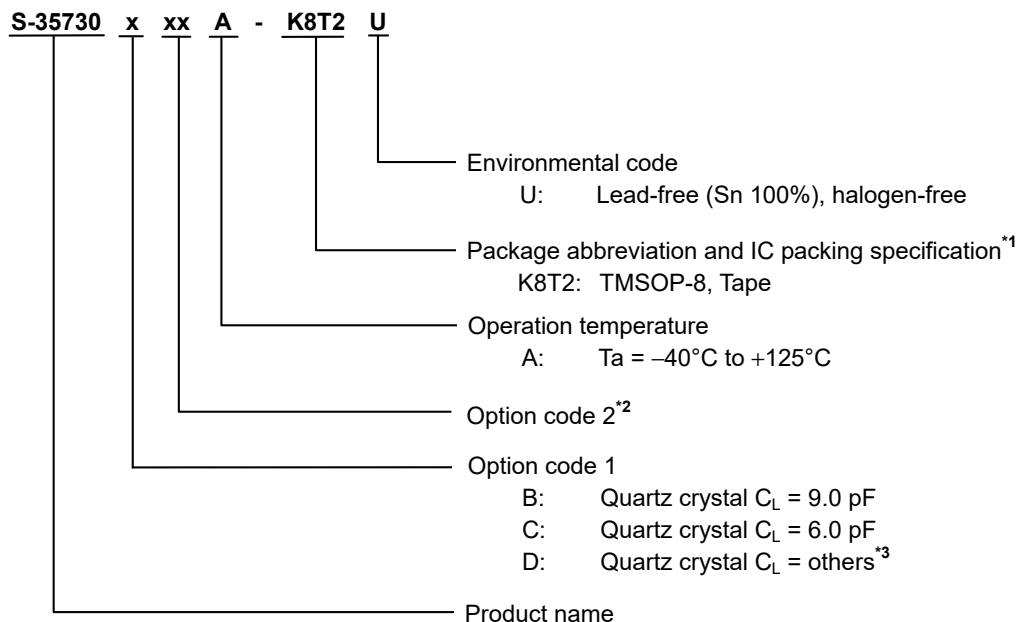 S-35730 x xx A - K8T2 U
Environmental code
U: Lead-free (Sn 100%), halogen-free
Package abbreviation and IC packing specification*1
K8T2: TMSOP-8, Tape
Operation temperature
A: Ta = −40°C to +125°C
Option code 2*2
Option code 1
B: Quartz crystal CL = 9.0 pF
C: Quartz crystal CL = 6.0 pF
D: Quartz crystal CL = others*3
Product name